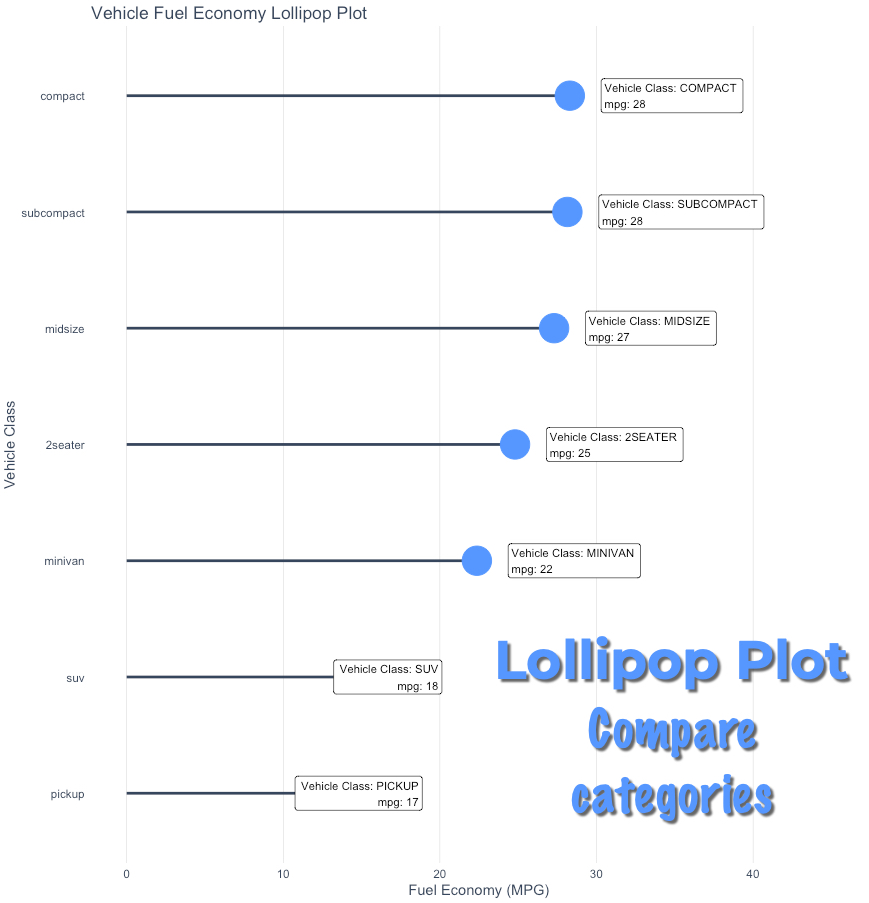 Vehicle Fuel Economy Lollipop Plot
compact
Vehicle Class: COMPACT
mpg: 28
subcompact
Vehicle Class: SUBCOMPACT
mpg: 28
midsize
Vehicle Class: MIDSIZE
mpg: 27
2seater
Vehicle Class: 2SEATER
mpg: 25
minivan
Vehicle Class: MINIVAN
mpg: 22
suv
Vehicle Class: SUV
mpg: 18
pickup
Vehicle Class: PICKUP
mpg: 17
Vehicle Class
Lollipop Plot
Compare
categories
0 10 20 30 40
Fuel Economy (MPG)